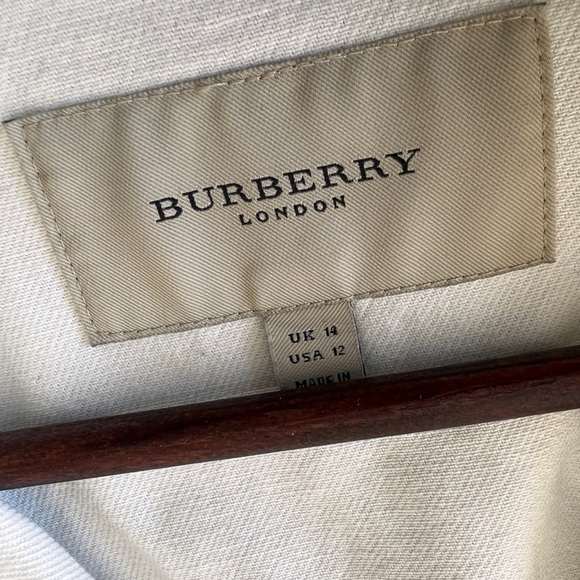 BURBERRY
LONDON
UK 14
USA 12
MADE IN